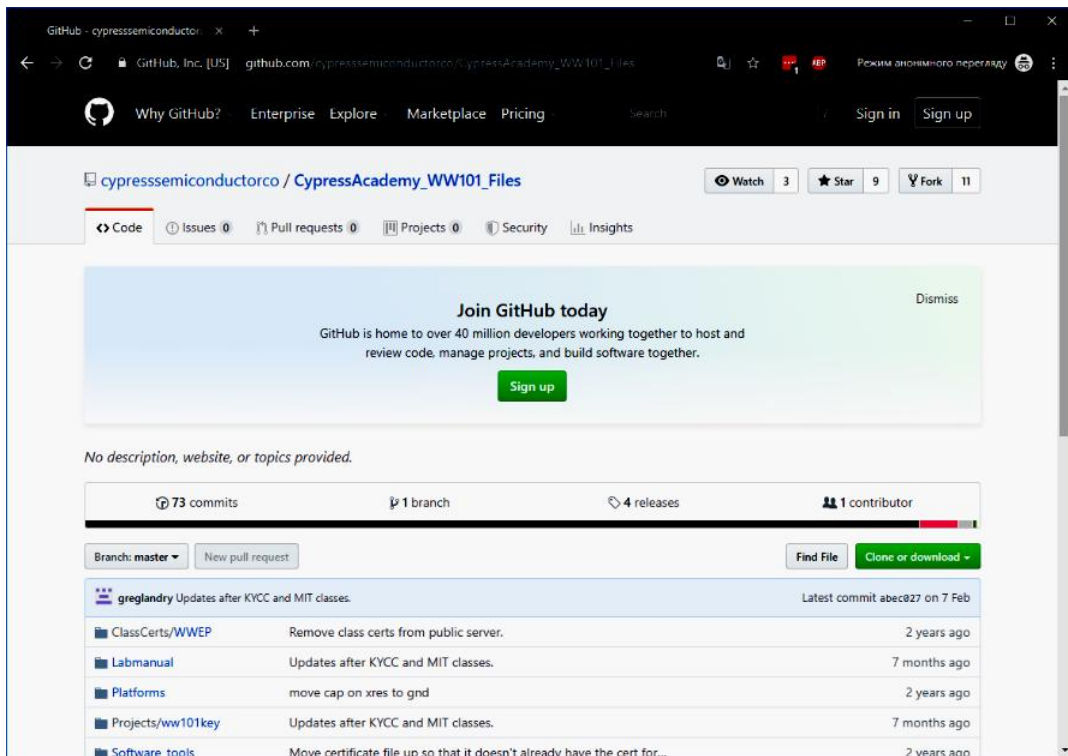 GitHub - cypresssemiconductor
GitHub, Inc. [US] github.com/cypresssemiconductorco/CypressAcademy_WW101_Files
1 ABP Режим анонимного перегляду
Why GitHub? Enterprise Explore Marketplace Pricing Search / Sign in Sign up
cypresssemiconductorco / CypressAcademy_WW101_Files Watch 3 Star 9 Fork 11
Code Issues 0 Pull requests 0 Projects 0 Security Insights
Dismiss
Join GitHub today
GitHub is home to over 40 million developers working together to host and
review code, manage projects, and build software together.
Sign up
No description, website, or topics provided.
73 commits 1 branch 4 releases 1 contributor
Branch: master New pull request Find File Clone or download
greglandry Updates after KYCC and MIT classes. Latest commit abec027 on 7 Feb
ClassCerts/WWEP Remove class certs from public server. 2 years ago
Labmanual Updates after KYCC and MIT classes. 7 months ago
Platforms move cap on xres to gnd 2 years ago
Projects/ww101key Updates after KYCC and MIT classes. 7 months ago
Software_tools Move certificate file up so that it doesn't already have the cert for... 2 years ago